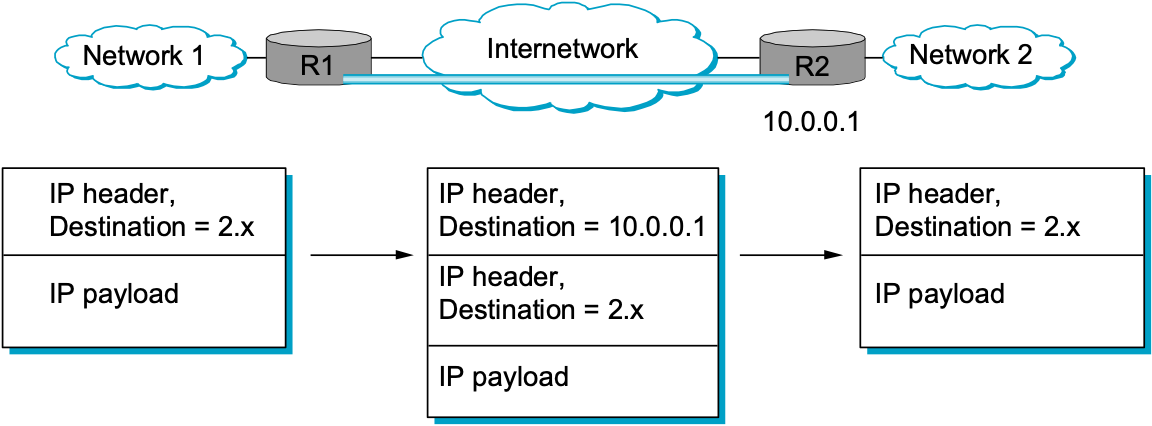 Network 1
R1
Internetwork
R2
Network 2
10.0.0.1
IP header,
Destination = 2.x
IP payload
IP header,
Destination = 10.0.0.1
IP header,
Destination = 2.x
IP payload
IP header,
Destination = 2.x
IP payload